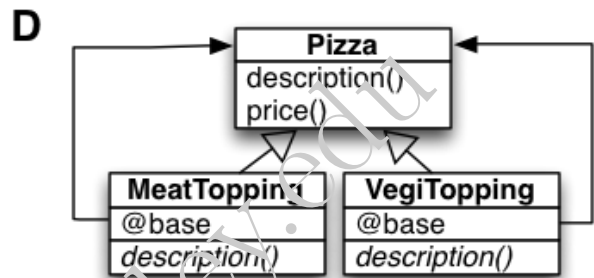 D
Pizza
description()
price()
MeatTopping
VegiTopping
@base
@base
description()
description()